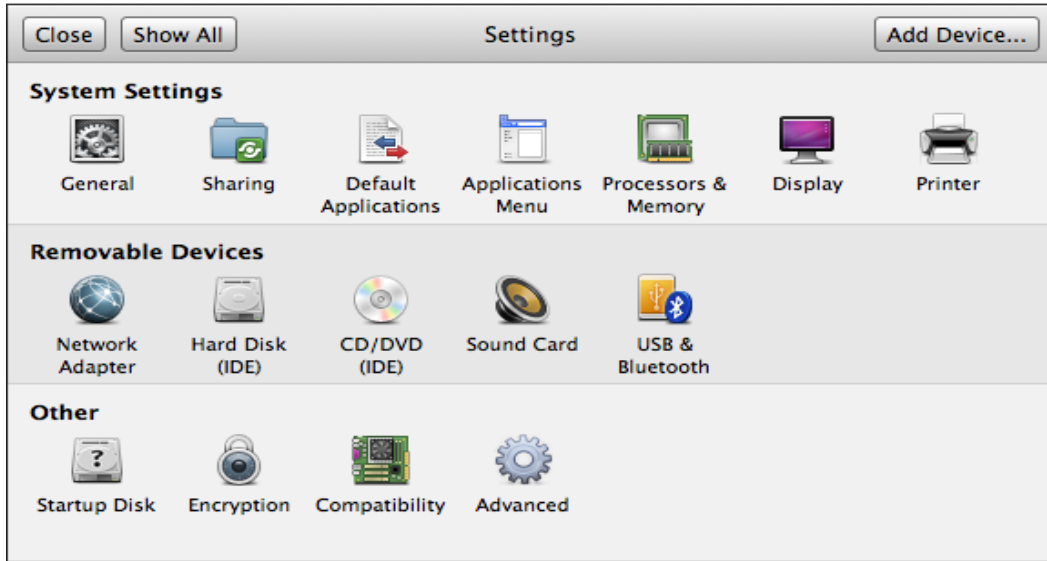 Close Show All Settings Add Device...
System Settings
General Sharing Default Applications Applications Menu Processors & Memory Display Printer
Removable Devices
Network Adapter Hard Disk (IDE) CD/DVD (IDE) Sound Card USB & Bluetooth
Other
?
Startup Disk Encryption Compatibility Advanced